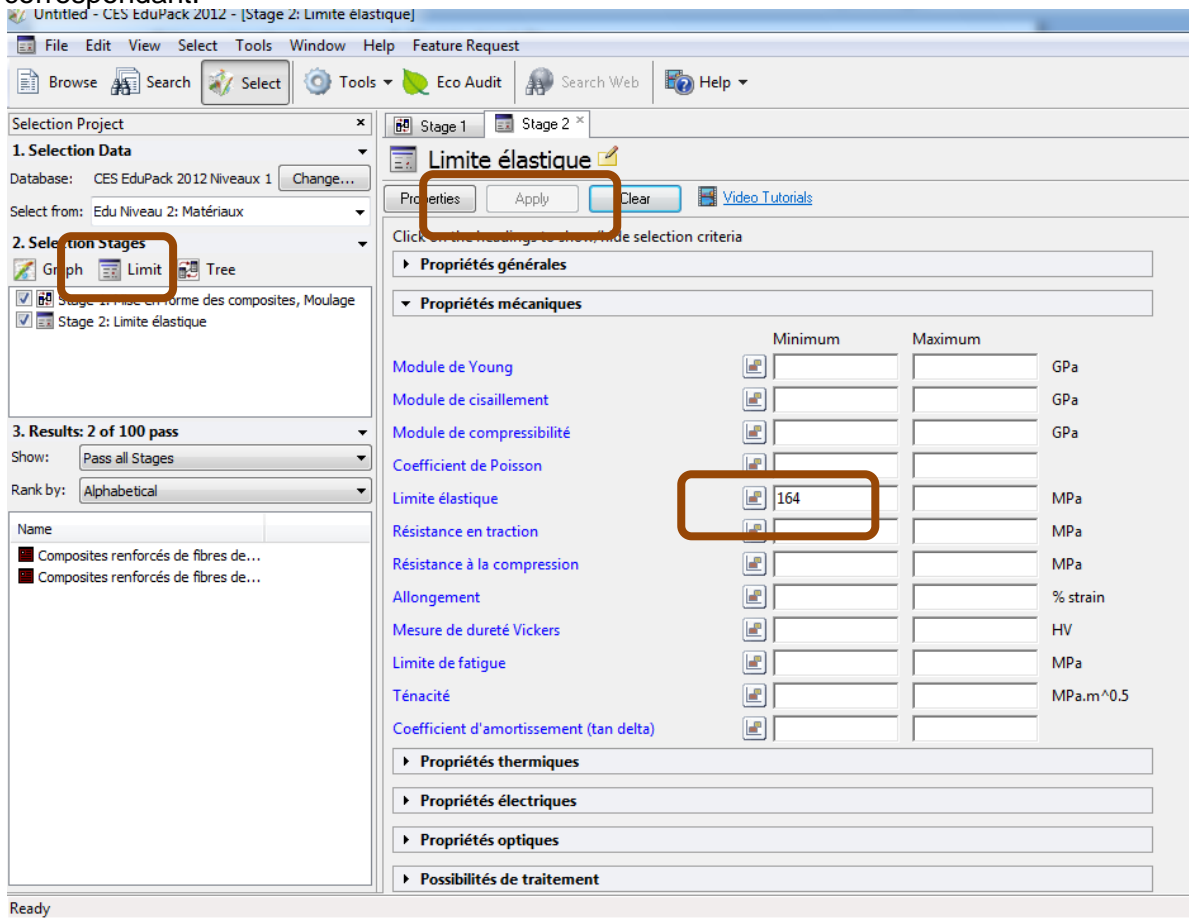 correspondant.
Untitled - CES EduPack 2012 - [Stage 2: Limite élastique]
File Edit View Select Tools Window Help Feature Request
Browse Search Select Tools Eco Audit Search Web Help
Selection Project ×
Stage 1 Stage 2 ×
1. Selection Data
Limite élastique
Database: CES EduPack 2012 Niveaux 1 Change...
Properties Apply Clear Video Tutorials
Select from: Edu Niveau 2: Matériaux
2. Selection Stages
Click on the headings to show/hide selection criteria
Graph Limit Tree
Propriétés générales
Stage 1: Mise en forme des composites, Moulage
Propriétés mécaniques
Stage 2: Limite élastique
Minimum Maximum
Module de Young GPa
Module de cisaillement GPa
3. Results: 2 of 100 pass
Module de compressibilité GPa
Show: Pass all Stages
Coefficient de Poisson
Rank by: Alphabetical
Limite élastique 164 MPa
Name
Résistance en traction MPa
Composites renforcés de fibres de...
Composites renforcés de fibres de...
Résistance à la compression MPa
Allongement % strain
Mesure de dureté Vickers HV
Limite de fatigue MPa
Ténacité MPa.m^0.5
Coefficient d'amortissement (tan delta)
Propriétés thermiques
Propriétés électriques
Propriétés optiques
Possibilités de traitement
Ready